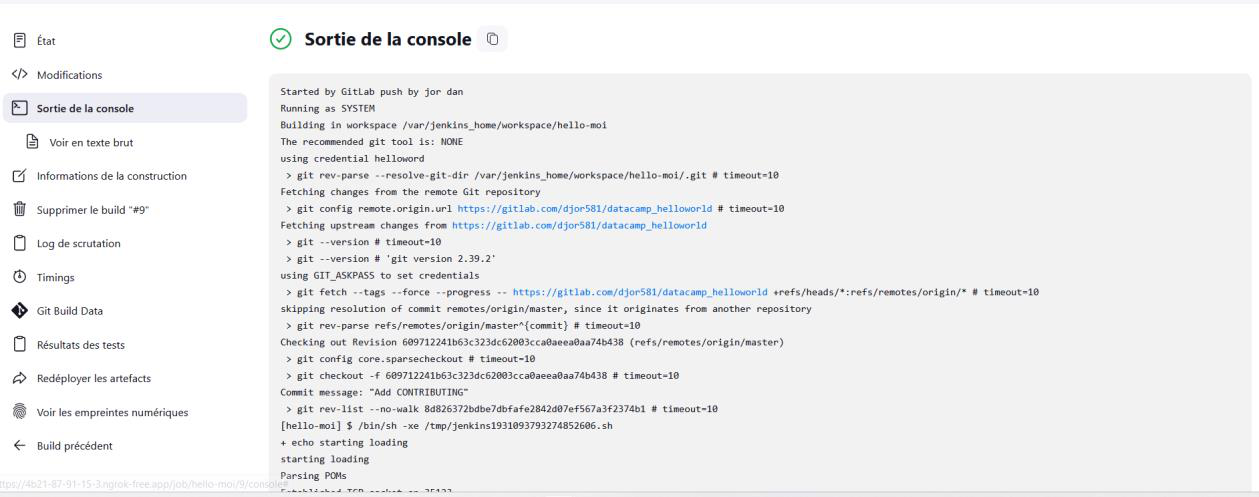 État
Modifications
Sortie de la console
Voir en texte brut
Informations de la construction
Supprimer le build "#9"
Log de scrutation
Timings
Git Build Data
Résultats des tests
Redéployer les artefacts
Voir les empreintes numériques
Build précédent
ttps://4b21-87-91-15-3.ngrok-free.app/job/hello-moi/9/console#
Sortie de la console
Started by GitLab push by jor dan
Running as SYSTEM
Building in workspace /var/jenkins_home/workspace/hello-moi
The recommended git tool is: NONE
using credential helloword
> git rev-parse --resolve-git-dir /var/jenkins_home/workspace/hello-moi/.git # timeout=10
Fetching changes from the remote Git repository
> git config remote.origin.url https://gitlab.com/djor581/datacamp_helloworld # timeout=10
Fetching upstream changes from https://gitlab.com/djor581/datacamp_helloworld
> git --version # timeout=10
> git --version # 'git version 2.39.2'
using GIT_ASKPASS to set credentials
> git fetch --tags --force --progress -- https://gitlab.com/djor581/datacamp_helloworld +refs/heads/*:refs/remotes/origin/* # timeout=10
skipping resolution of commit remotes/origin/master, since it originates from another repository
> git rev-parse refs/remotes/origin/master^{commit} # timeout=10
Checking out Revision 609712241b63c323dc62003cca0aeea0aa74b438 (refs/remotes/origin/master)
> git config core.sparsecheckout # timeout=10
> git checkout -f 609712241b63c323dc62003cca0aeea0aa74b438 # timeout=10
Commit message: "Add CONTRIBUTING"
> git rev-list --no-walk 8d826372bdbe7dbfafe2842d07ef567a3f2374b1 # timeout=10
[hello-moi] $ /bin/sh -xe /tmp/jenkins1931093793274852606.sh
+ echo starting loading
starting loading
Parsing POMs
Established TCP socket on